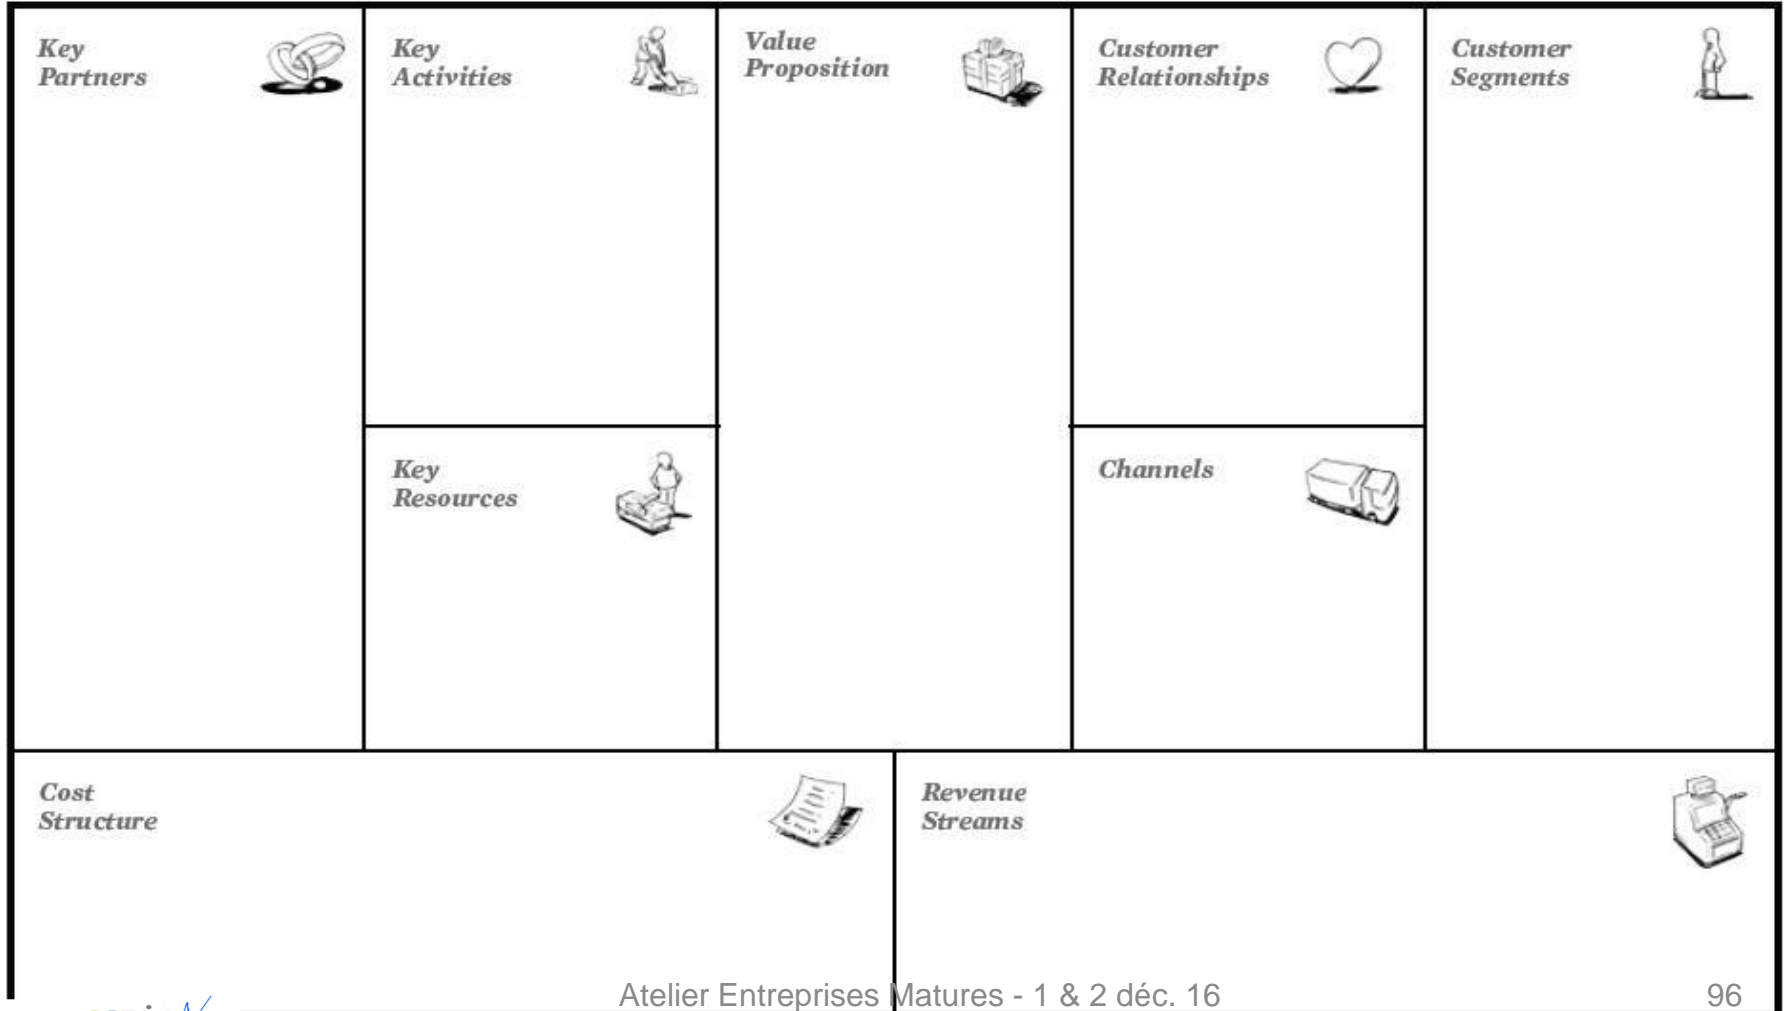 Key
Partners
Key
Activities
Value
Proposition
Customer
Relationships
Customer
Segments
Key
Resources
Channels
Cost
Structure
Revenue
Streams
Atelier Entreprises Matures - 1 & 2 déc. 16
96